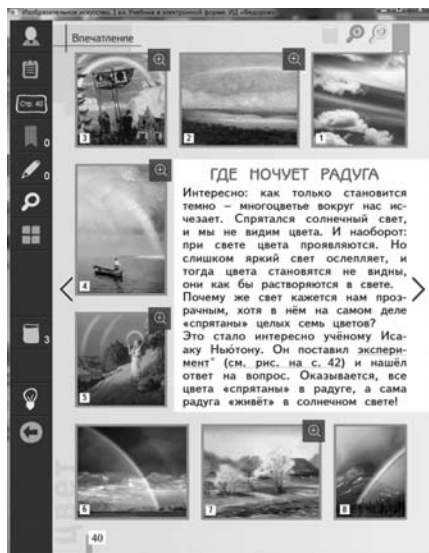 Изобразительное искусство. 1 кл. Учебник в электронной форме. ИД «Федоров»
Впечатление
Стр. 40
0
0
3
3
2
1
4
5
ГДЕ НОЧУЕТ РАДУГА
Интересно: как только становится
темно – многоцветье вокруг нас ис-
чезает. Спрятался солнечный свет,
и мы не видим цвета. И наоборот:
при свете цвета проявляются. Но
слишком яркий свет ослепляет, и
тогда цвета становятся не видны,
они как бы растворяются в свете.
Почему же свет кажется нам проз-
рачным, хотя в нём на самом деле
«спрятаны» целых семь цветов?
Это стало интересно учёному Иса-
аку Нью́тону. Он поставил экспери-
мент* (см. рис. на с. 42) и нашёл
ответ на вопрос. Оказывается, все
цвета «спрятаны» в радуге, а сама
радуга «живёт» в солнечном свете!
6
7
8
цвет
40